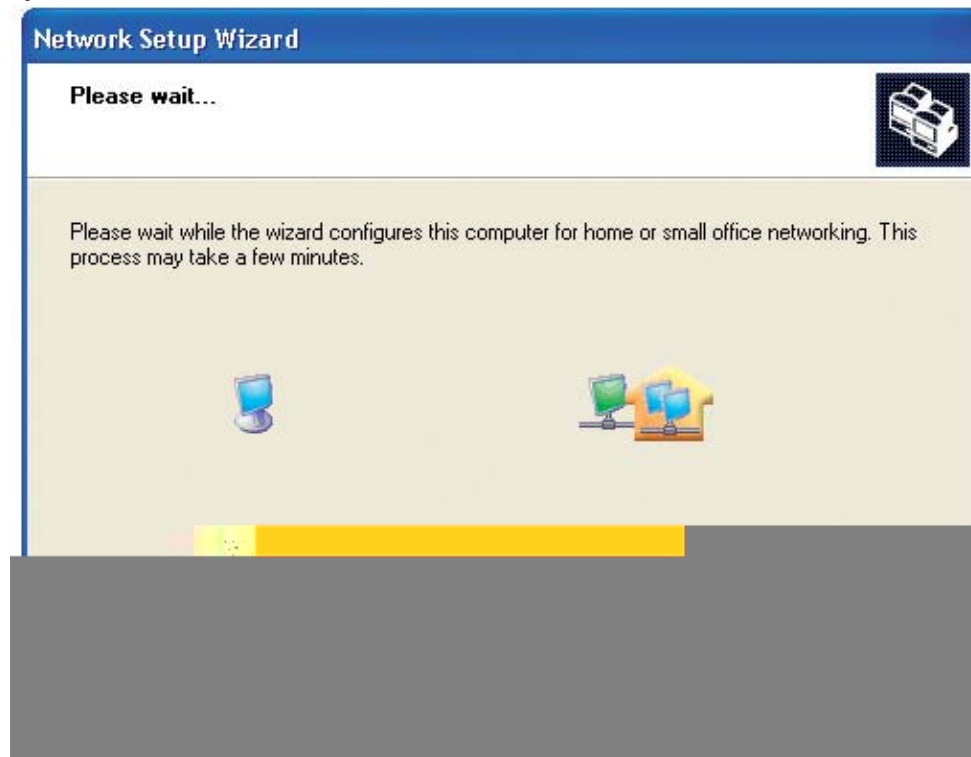 Network Setup Wizard
Please wait...
Please wait while the wizard configures this computer for home or small office networking. This
process may take a few minutes.